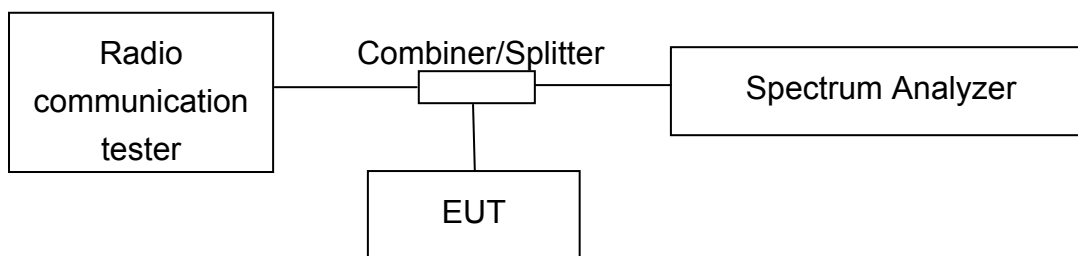 Radio
communication
tester
Combiner/Splitter
Spectrum Analyzer
EUT